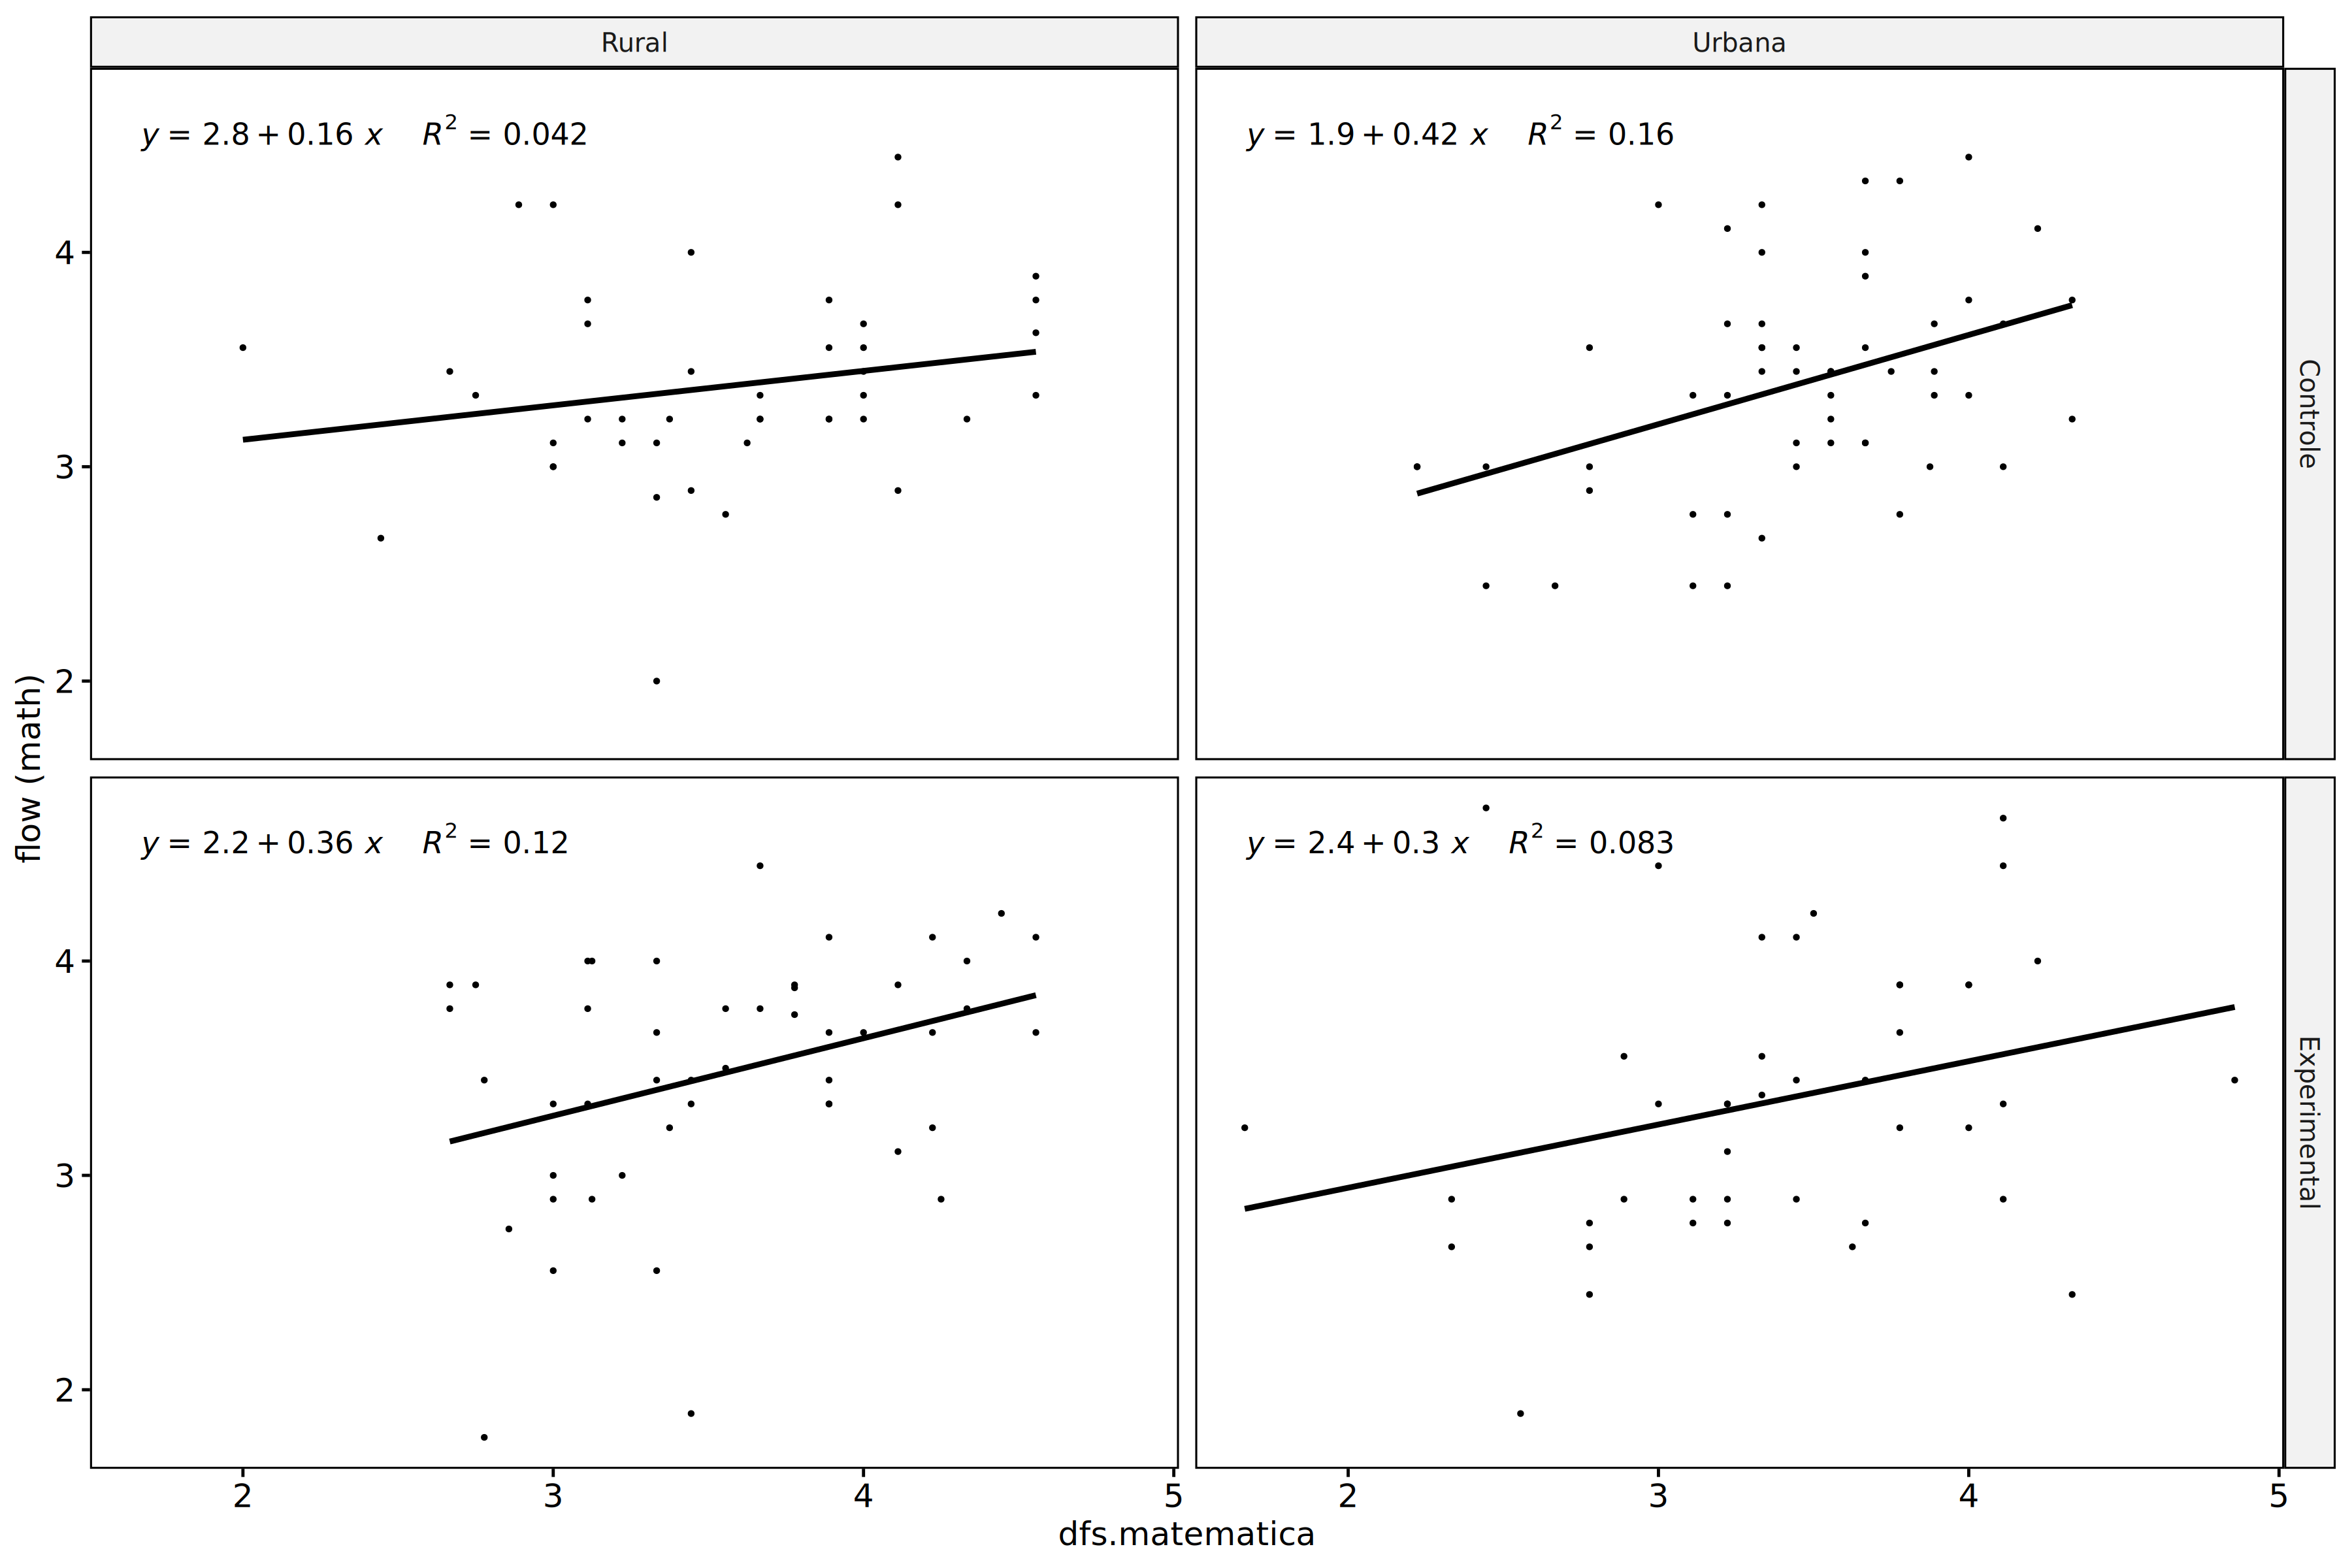 Rural
Urbana
y = 2.8 + 0.16 x R² = 0.042
y = 1.9 + 0.42 x R² = 0.16
4
3
2
Controle
flow (math)
y = 2.2 + 0.36 x R² = 0.12
y = 2.4 + 0.3 x R² = 0.083
4
3
2
Experimental
2 3 4 5
2 3 4 5
dfs.matematica